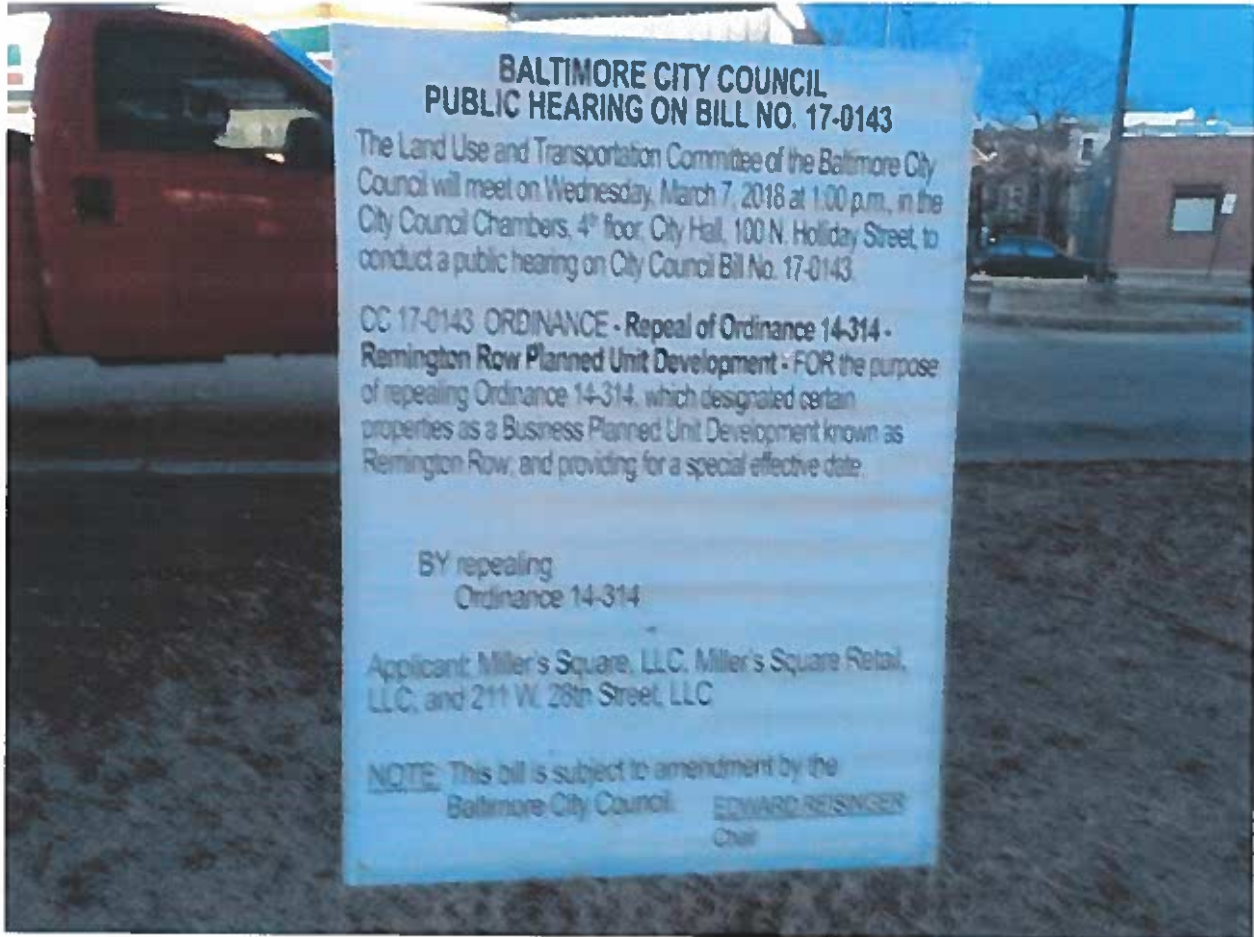 BALTIMORE CITY COUNCIL
PUBLIC HEARING ON BILL NO. 17-0143
The Land Use and Transportation Committee of the Baltimore City
Council will meet on Wednesday, March 7, 2018 at 1:00 p.m., in the
City Council Chambers, 4th floor, City Hall, 100 N. Holiday Street, to
conduct a public hearing on City Council Bill No. 17-0143.
CC 17-0143 ORDINANCE - Repeal of Ordinance 14-314 -
Remington Row Planned Unit Development - FOR the purpose
of repealing Ordinance 14-314, which designated certain
properties as a Business Planned Unit Development known as
Remington Row; and providing for a special effective date.
BY repealing
Ordinance 14-314
Applicant: Miller's Square, LLC, Miller's Square Retail,
LLC; and 211 W. 28th Street, LLC
NOTE: This bill is subject to amendment by the
Baltimore City Council. EDWARD REISINGER
Chair